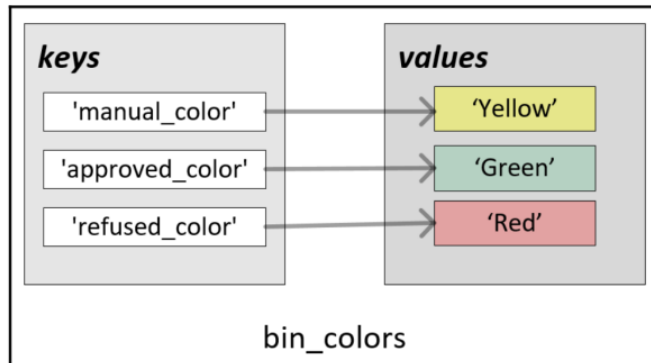 keys
values
'manual_color'
‘Yellow’
'approved_color'
‘Green’
'refused_color'
‘Red’
bin_colors